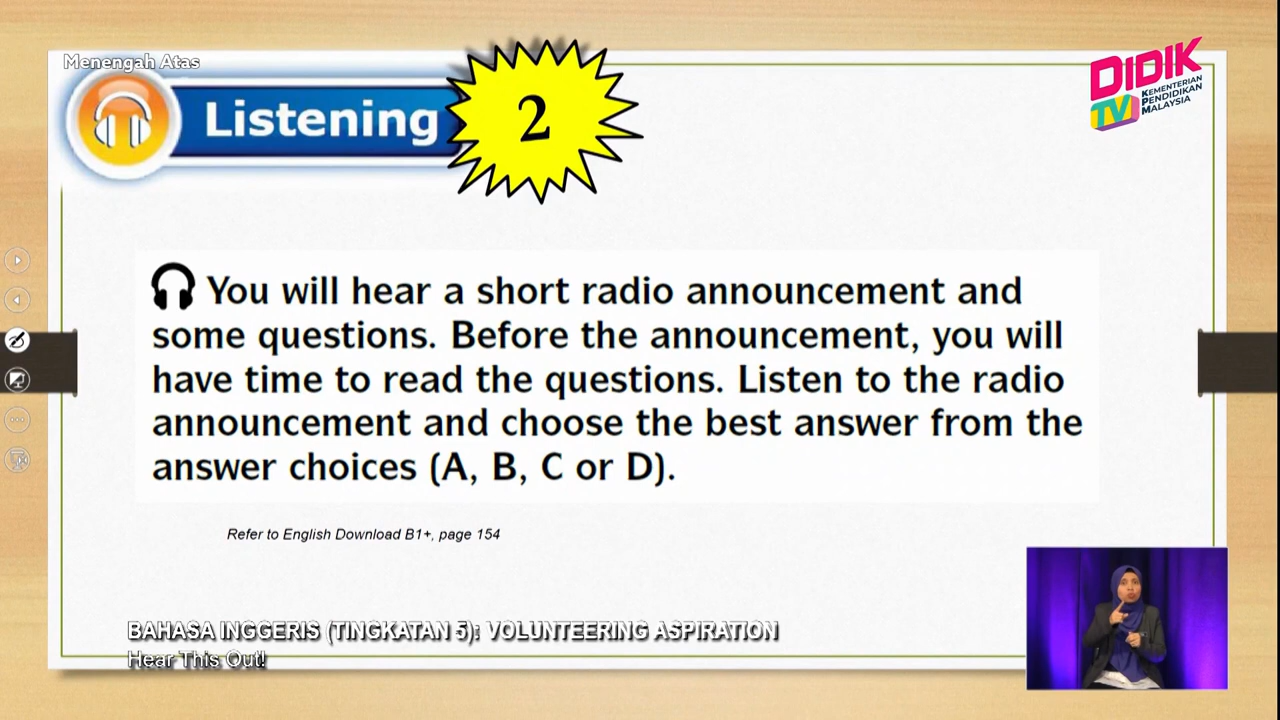 Menengah Atas
DIDIK
TV
KEMENTERIAN
PENDIDIKAN
MALAYSIA
Listening
2
You will hear a short radio announcement and
some questions. Before the announcement, you will
have time to read the questions. Listen to the radio
announcement and choose the best answer from the
answer choices (A, B, C or D).
Refer to English Download B1+, page 154
BAHASA INGGERIS (TINGKATAN 5): VOLUNTEERING ASPIRATION
Hear This Out!